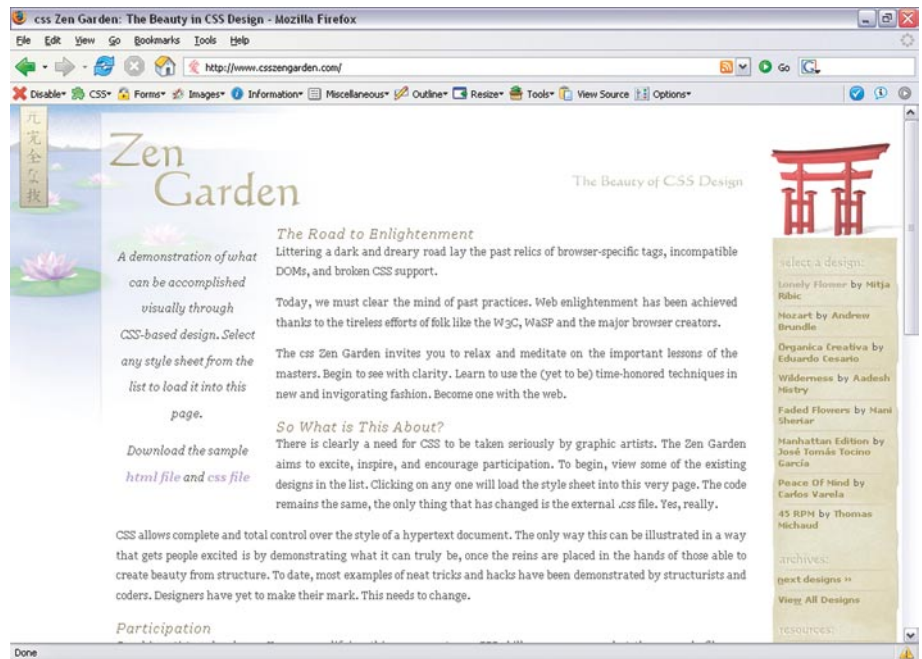 css Zen Garden: The Beauty in CSS Design - Mozilla Firefox
File Edit View Go Bookmarks Tools Help
http://www.csszengarden.com/ Go G
Disable CSS Forms Images Information Miscellaneous Outline Resize Tools View Source Options
元
完
全
な
抜
Zen
Garden
The Beauty of CSS Design
A demonstration of what
can be accomplished
visually through
CSS-based design. Select
any style sheet from the
list to load it into this
page.
Download the sample
html file and css file
The Road to Enlightenment
Littering a dark and dreary road lay the past relics of browser-specific tags, incompatible
DOMs, and broken CSS support.
Today, we must clear the mind of past practices. Web enlightenment has been achieved
thanks to the tireless efforts of folk like the W3C, WaSP and the major browser creators.
The css Zen Garden invites you to relax and meditate on the important lessons of the
masters. Begin to see with clarity. Learn to use the (yet to be) time-honored techniques in
new and invigorating fashion. Become one with the web.
So What is This About?
There is clearly a need for CSS to be taken seriously by graphic artists. The Zen Garden
aims to excite, inspire, and encourage participation. To begin, view some of the existing
designs in the list. Clicking on any one will load the style sheet into this very page. The code
remains the same, the only thing that has changed is the external .css file. Yes, really.
CSS allows complete and total control over the style of a hypertext document. The only way this can be illustrated in a way
that gets people excited is by demonstrating what it can truly be, once the reins are placed in the hands of those able to
create beauty from structure. To date, most examples of neat tricks and hacks have been demonstrated by structurists and
coders. Designers have yet to make their mark. This needs to change.
Participation
select a design:
Lonely Flower by Mitja
Ribic
Mozart by Andrew
Brundle
Organica Creativa by
Eduardo Cesario
Wilderness by Aadesh
Mistry
Faded Flowers by Mani
Sheriar
Manhattan Edition by
José Tomás Tocino
García
Peace Of Mind by
Carlos Varela
45 RPM by Thomas
Michaud
archives:
next designs »
View All Designs
resources:
Done